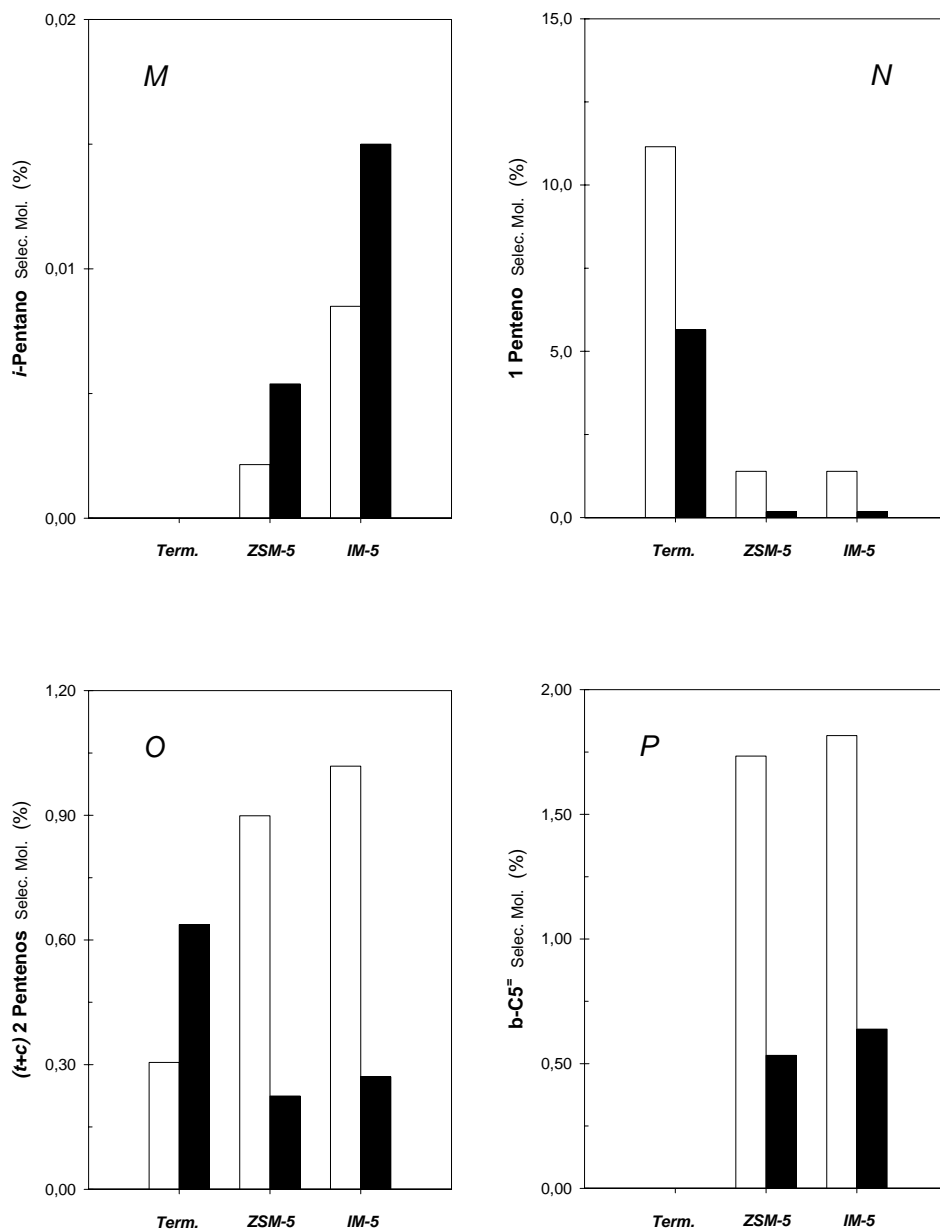 0,02
0,01
0,00
M
i-Pentano Selec. Mol. (%)
Term. ZSM-5 IM-5
15,0
10,0
5,0
0,0
N
1 Penteno Selec. Mol. (%)
Term. ZSM-5 IM-5
1,20
0,90
0,60
0,30
0,00
O
(t+c) 2 Pentenos Selec. Mol. (%)
Term. ZSM-5 IM-5
2,00
1,50
1,00
0,50
0,00
P
b-C5= Selec. Mol. (%)
Term. ZSM-5 IM-5